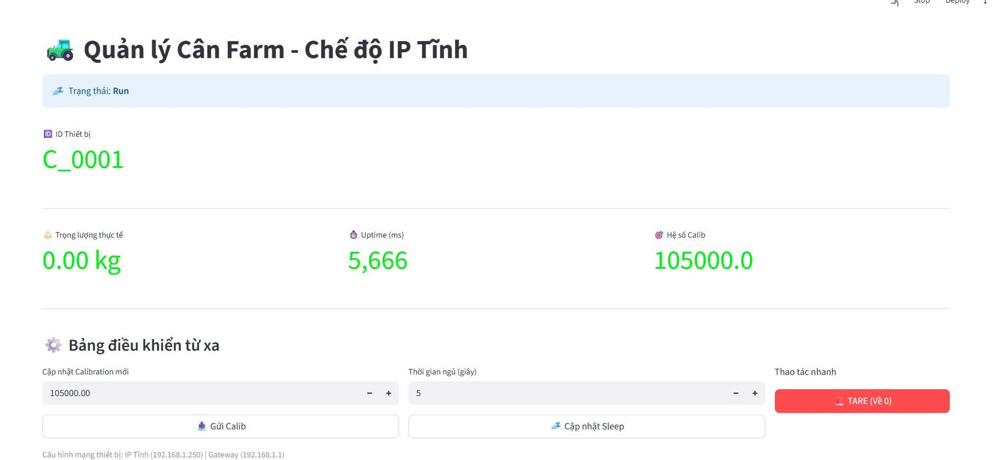 Stop Deploy
Quản lý Cân Farm - Chế độ IP Tĩnh
Trạng thái: Run
ID Thiết bị
C_0001
Trọng lượng thực tế
0.00 kg
Uptime (ms)
5,666
Hệ số Calib
105000.0
Bảng điều khiển từ xa
Cập nhật Calibration mới
105000.00
Gửi Calib
Thời gian ngủ (giây)
5
Cập nhật Sleep
Thao tác nhanh
TARE (Về 0)
Cấu hình mạng thiết bị: IP Tĩnh (192.168.1.250) | Gateway (192.168.1.1)